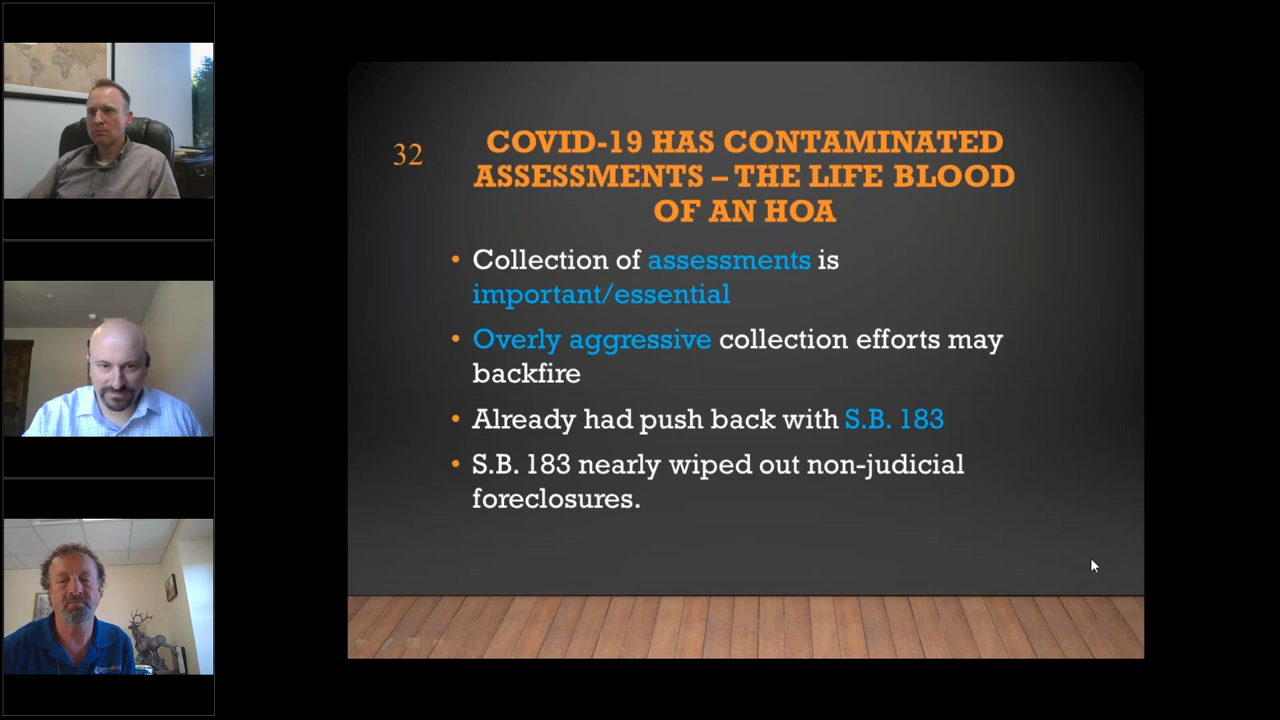 32
COVID-19 HAS CONTAMINATED
ASSESSMENTS – THE LIFE BLOOD
OF AN HOA
• Collection of assessments is
important/essential
• Overly aggressive collection efforts may
backfire
• Already had push back with S.B. 183
• S.B. 183 nearly wiped out non-judicial
foreclosures.